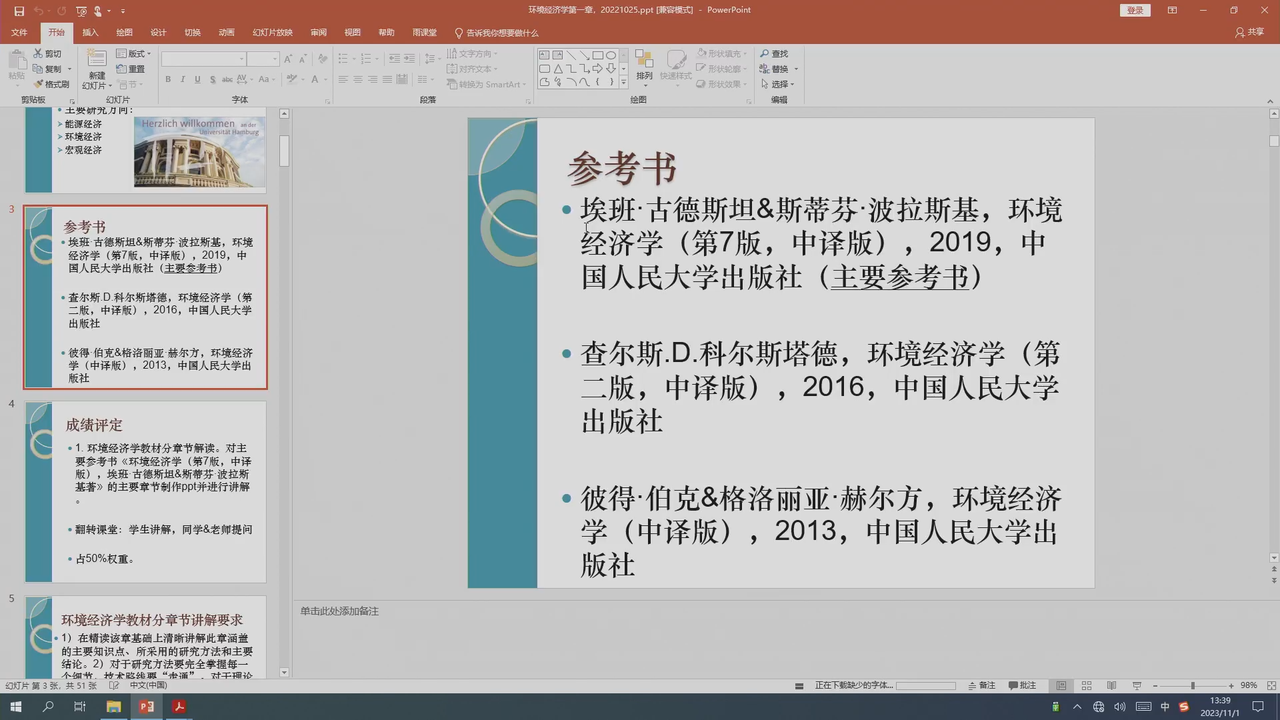 环境经济学第一章，20221025.ppt [兼容模式] - PowerPoint
登录
文件 开始 插入 绘图 设计 切换 动画 幻灯片放映 审阅 视图 帮助 雨课堂 告诉我你想要做什么 共享
粘贴 剪切 复制 格式刷 剪贴板
新建 幻灯片 版式 重置 节 幻灯片
B I U S abc AV Aa A 字体
文字方向 对齐文本 转换为 SmartArt 段落
排列 快速样式 形状填充 形状轮廓 形状效果 绘图
查找 替换 选择 编辑
主要研究方向：
能源经济
环境经济
宏观经济
Herzlich willkommen an der
Universität Hamburg
3
参考书
埃班·古德斯坦&斯蒂芬·波拉斯基，环境
经济学（第7版，中译版），2019，中
国人民大学出版社（主要参考书）
查尔斯.D.科尔斯塔德，环境经济学（第
二版，中译版），2016，中国人民大学
出版社
彼得·伯克&格洛丽亚·赫尔方，环境经济
学（中译版），2013，中国人民大学出
版社
4
成绩评定
1. 环境经济学教材分章节解读。对主
要参考书《环境经济学（第7版，中译
版），埃班·古德斯坦&斯蒂芬·波拉斯
基著》的主要章节制作ppt并进行讲解
。
翻转课堂：学生讲解，同学&老师提问
占50%权重。
5
环境经济学教材分章节讲解要求
1）在精读该章基础上清晰讲解此章涵盖
的主要知识点、所采用的研究方法和主要
结论。2）对于研究方法要完全掌握每一
个细节，技术路线要“走通”。对于理论
参考书
埃班·古德斯坦&斯蒂芬·波拉斯基，环境
经济学（第7版，中译版），2019，中
国人民大学出版社（主要参考书）
查尔斯.D.科尔斯塔德，环境经济学（第
二版，中译版），2016，中国人民大学
出版社
彼得·伯克&格洛丽亚·赫尔方，环境经济
学（中译版），2013，中国人民大学出
版社
单击此处添加备注
幻灯片 第 3 张，共 51 张 中文(中国) 正在下载缺少的字体... 备注 批注 98%
中 13:39
2023/11/1